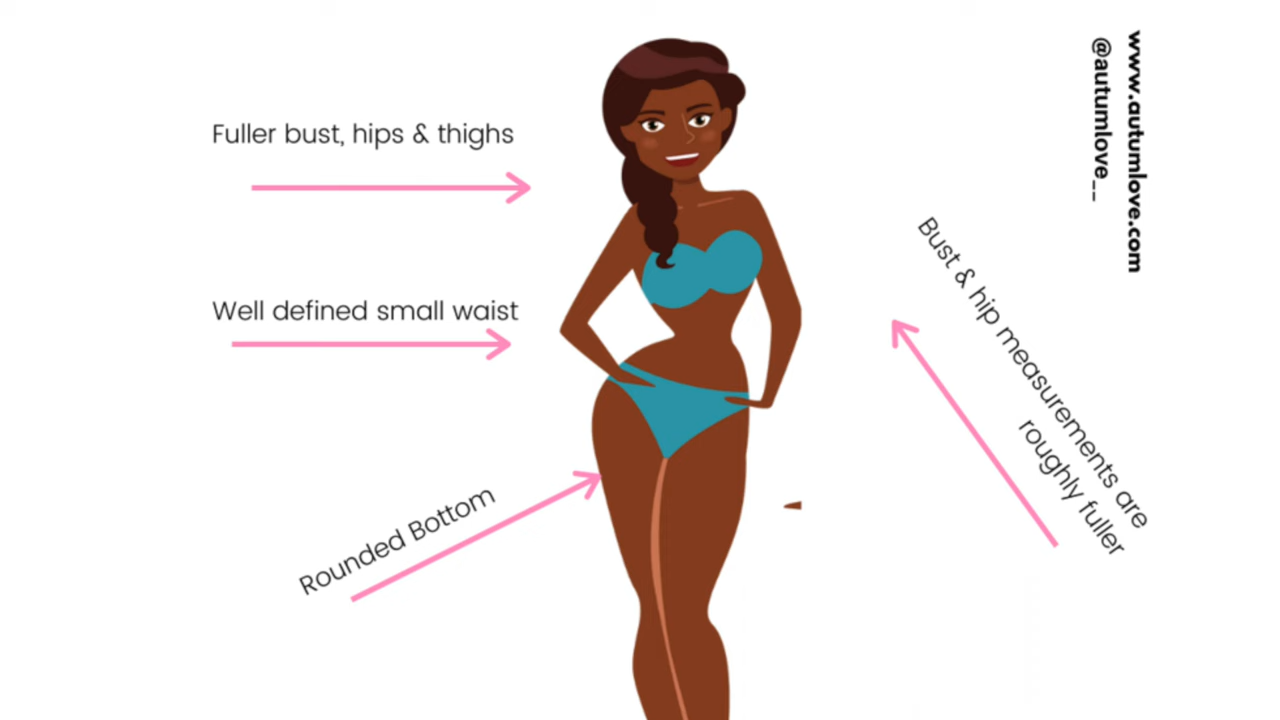 Fuller bust, hips & thighs
Well defined small waist
Rounded Bottom
Bust & hip measurements are
roughly fuller
www.autumlove.com
@autumlove__